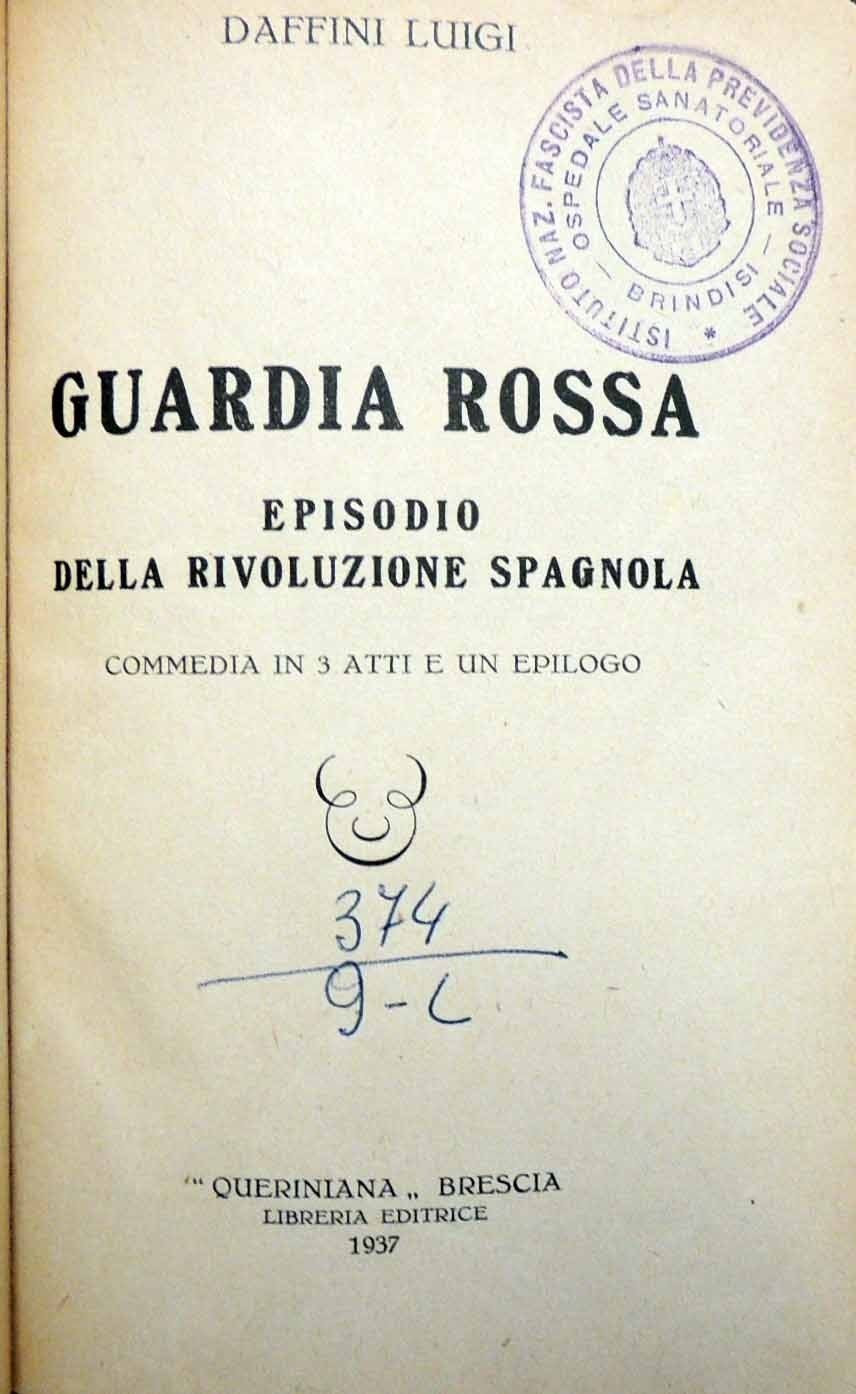 DAFFINI LUIGI
ISTITUTO NAZ. FASCISTA DELLA PREVIDENZA SOCIALE *
OSPEDALE SANATORIALE
— BRINDISI —
GUARDIA ROSSA
EPISODIO
DELLA RIVOLUZIONE SPAGNOLA
COMMEDIA IN 3 ATTI E UN EPILOGO
374
9-L
“ QUERINIANA „ BRESCIA
LIBRERIA EDITRICE
1937